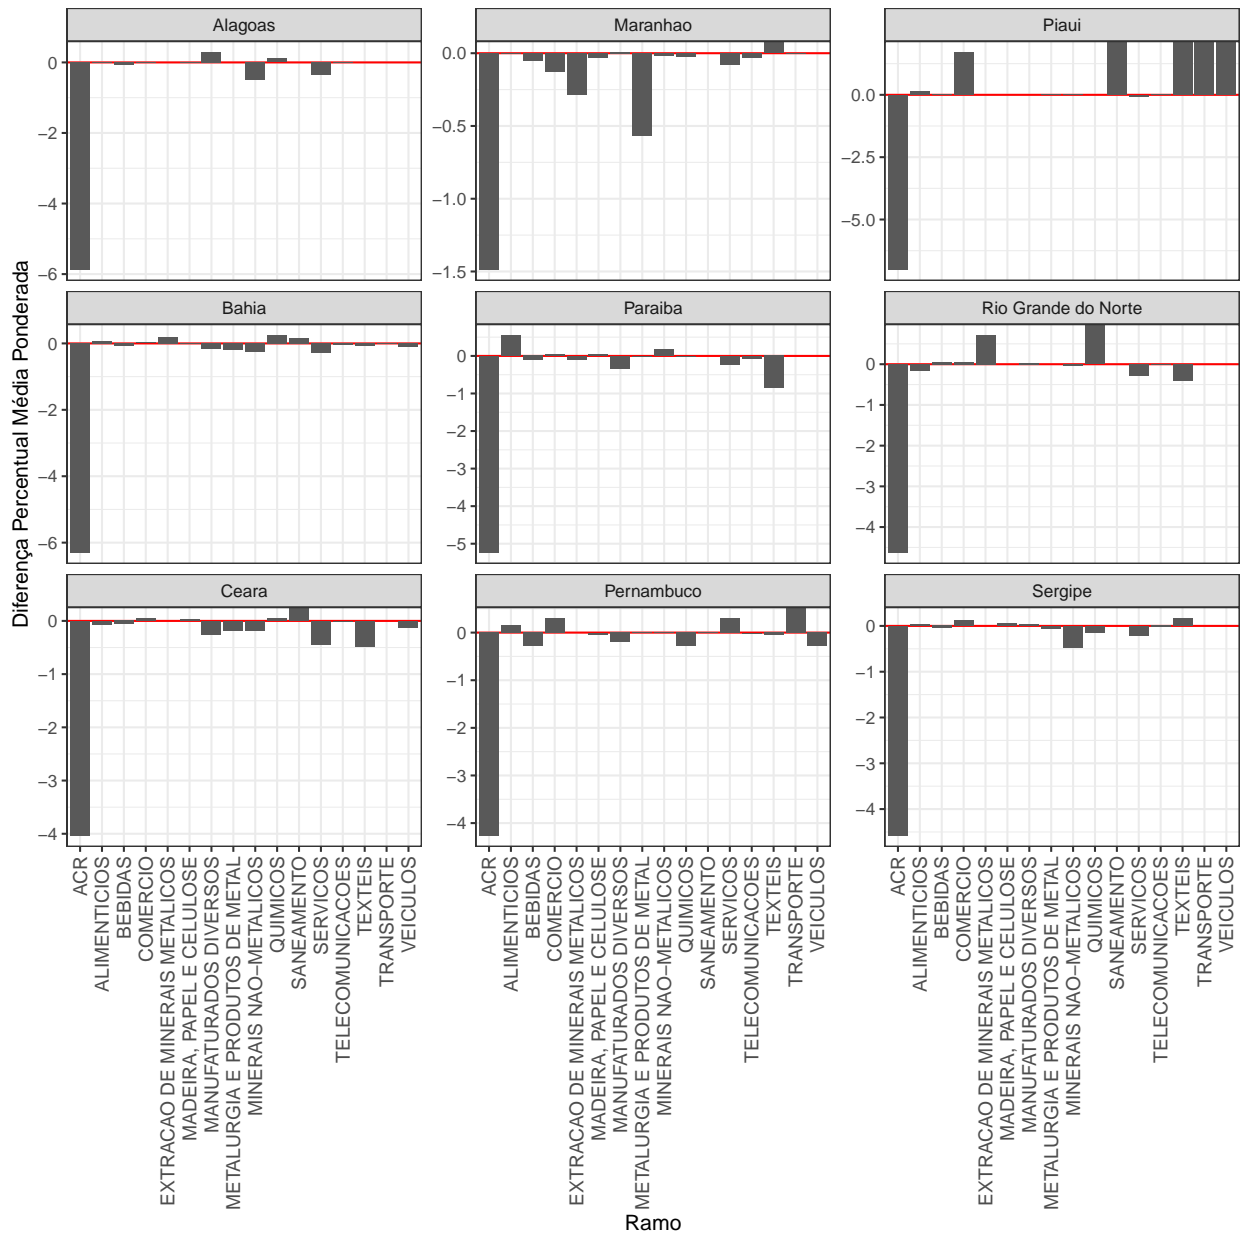 Alagoas
Maranhao
Piaui
0
−2
−4
−6
0.0
−0.5
−1.0
−1.5
0.0
−2.5
−5.0
Bahia
Paraiba
Rio Grande do Norte
0
−2
−4
−6
0
−1
−2
−3
−4
−5
0
−1
−2
−3
−4
Ceara
Pernambuco
Sergipe
0
−1
−2
−3
−4
0
−1
−2
−3
−4
0
−1
−2
−3
−4
Diferença Percentual Média Ponderada
ACR
ALIMENTICIOS
BEBIDAS
COMERCIO
EXTRACAO DE MINERAIS METALICOS
MADEIRA, PAPEL E CELULOSE
MANUFATURADOS DIVERSOS
METALURGIA E PRODUTOS DE METAL
MINERAIS NAO−METALICOS
QUIMICOS
SANEAMENTO
SERVICOS
TELECOMUNICACOES
TEXTEIS
TRANSPORTE
VEICULOS
ACR
ALIMENTICIOS
BEBIDAS
COMERCIO
EXTRACAO DE MINERAIS METALICOS
MADEIRA, PAPEL E CELULOSE
MANUFATURADOS DIVERSOS
METALURGIA E PRODUTOS DE METAL
MINERAIS NAO−METALICOS
QUIMICOS
SANEAMENTO
SERVICOS
TELECOMUNICACOES
TEXTEIS
TRANSPORTE
VEICULOS
ACR
ALIMENTICIOS
BEBIDAS
COMERCIO
EXTRACAO DE MINERAIS METALICOS
MADEIRA, PAPEL E CELULOSE
MANUFATURADOS DIVERSOS
METALURGIA E PRODUTOS DE METAL
MINERAIS NAO−METALICOS
QUIMICOS
SANEAMENTO
SERVICOS
TELECOMUNICACOES
TEXTEIS
TRANSPORTE
VEICULOS
Ramo